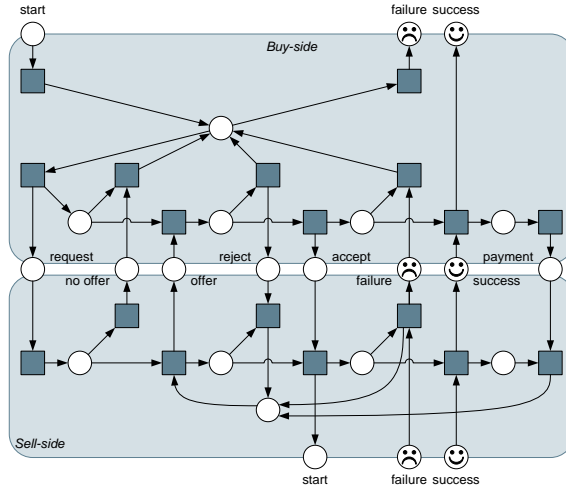 start
failure success
Buy-side
request
reject
accept
payment
no offer
offer
failure
success
Sell-side
start
failure success